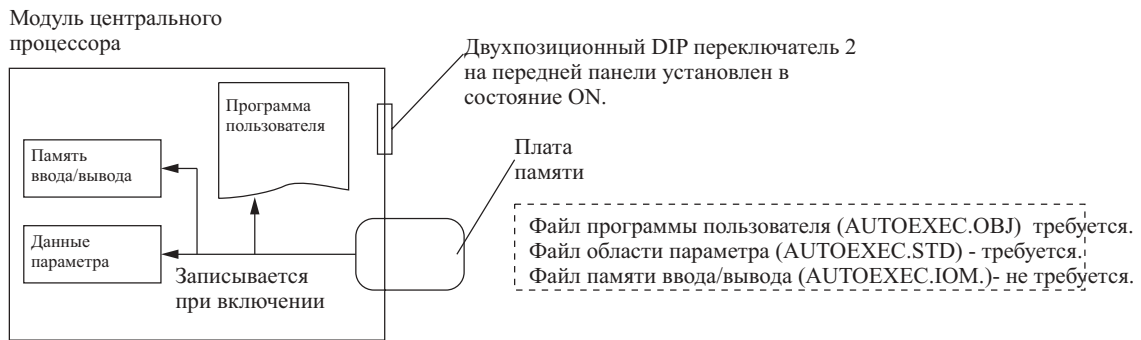 Модуль центрального
процессора
Двухпозиционный DIP переключатель 2
на передней панели установлен в
состояние ON.
Программа
пользователя
Память
ввода/вывода
Плата
памяти
Данные
параметра
Записывается
при включении
Файл программы пользователя (AUTOEXEC.OBJ) требуется.
Файл области параметра (AUTOEXEC.STD) - требуется.
Файл памяти ввода/вывода (AUTOEXEC.IOM.)- не требуется.